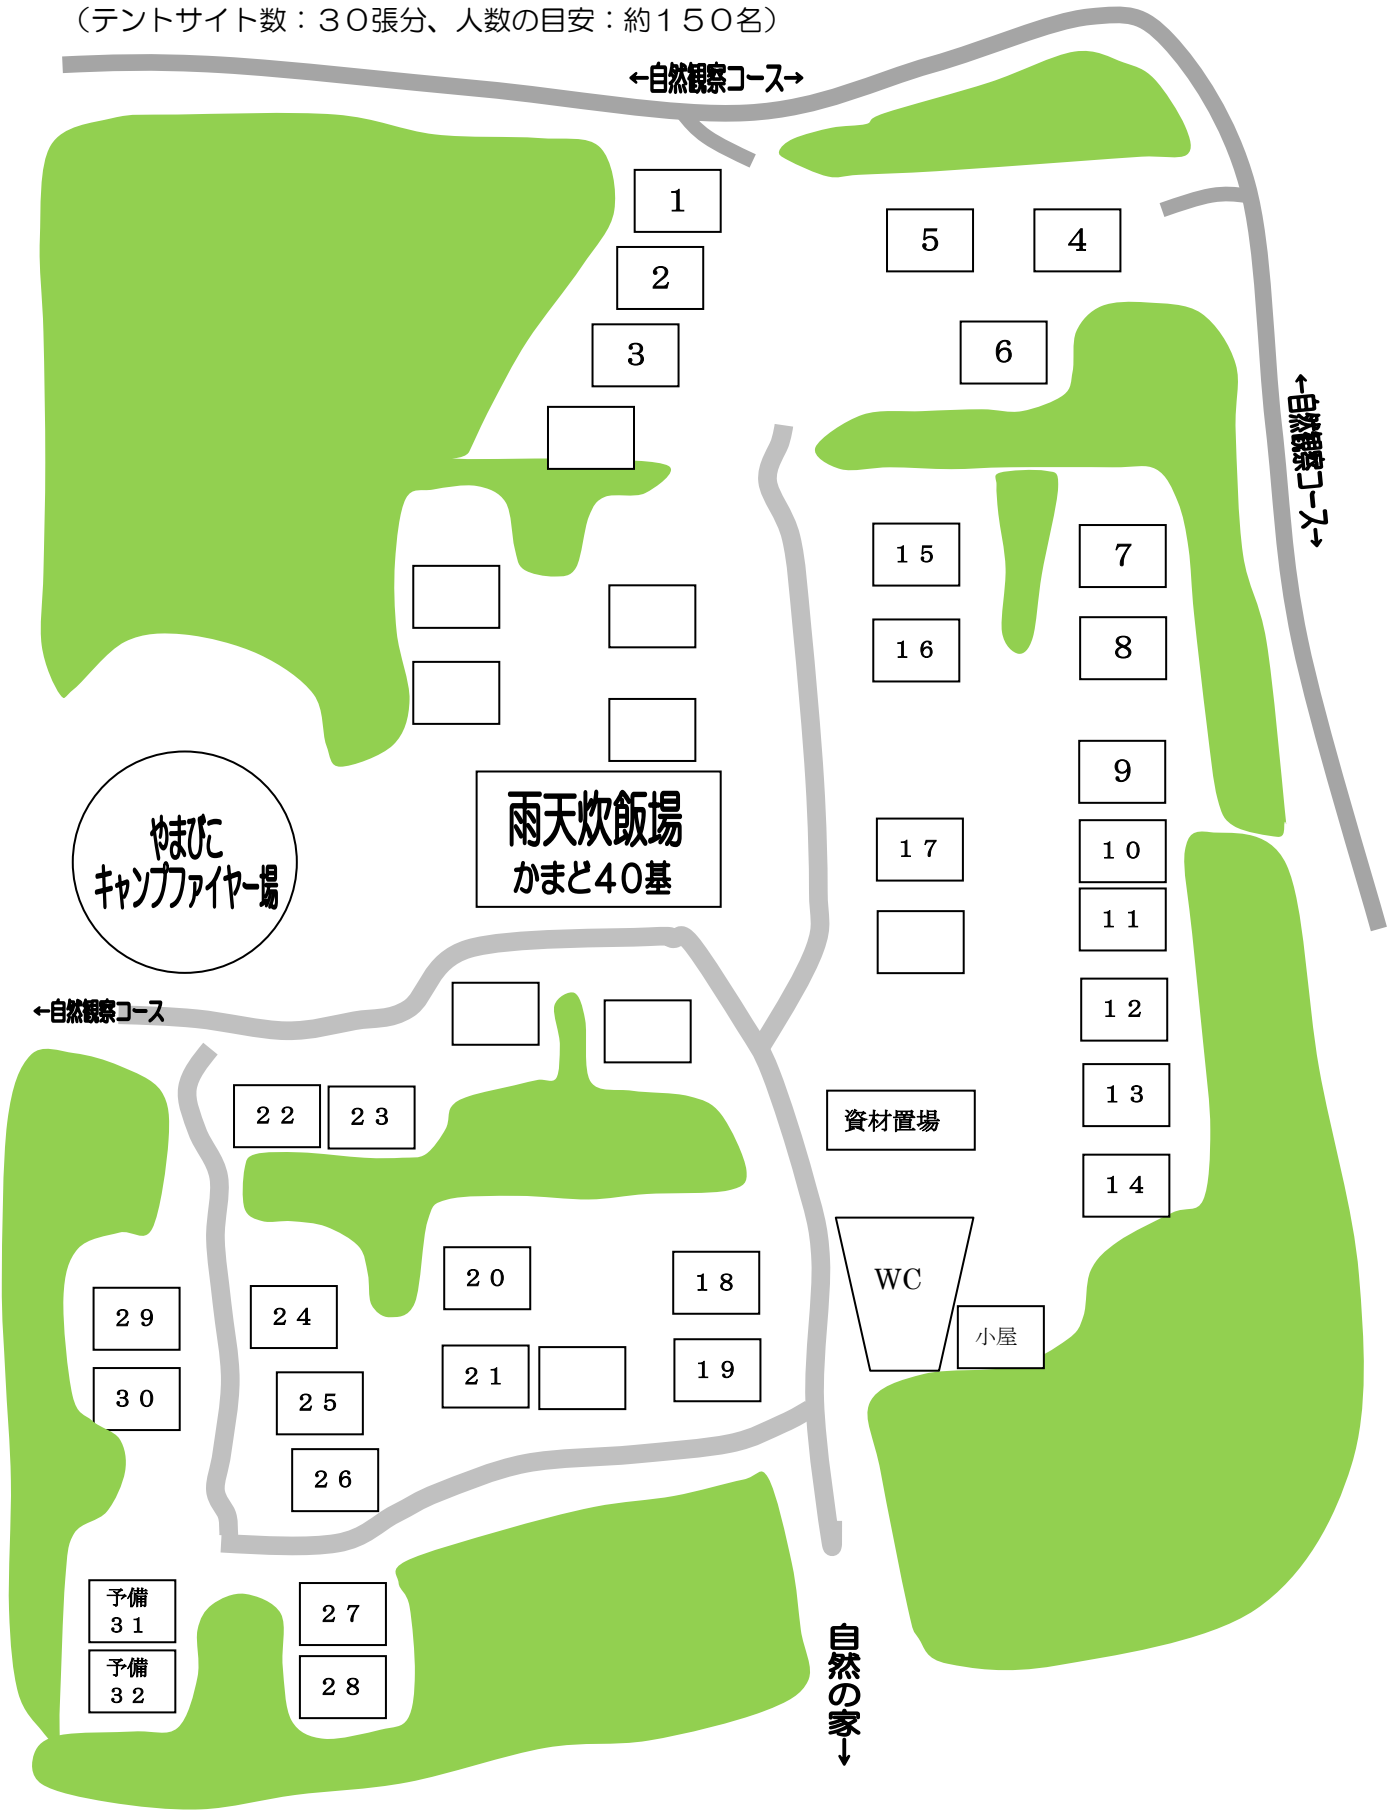 （テントサイト数：３０張分、人数の目安：約１５０名）
←自然観察コース→
１
５
４
２
３
６
←自然観察コース→
１５
７
１６
８
９
雨天炊飯場
かまど４０基
やまびこ
キャンプファイヤー場
１７
１０
１１
←自然観察コース
１２
２２
２３
資材置場
１３
１４
２０
１８
WC
２９
２４
小屋
２１
１９
３０
２５
２６
予備
３１
２７
予備
３２
２８
自然の家→